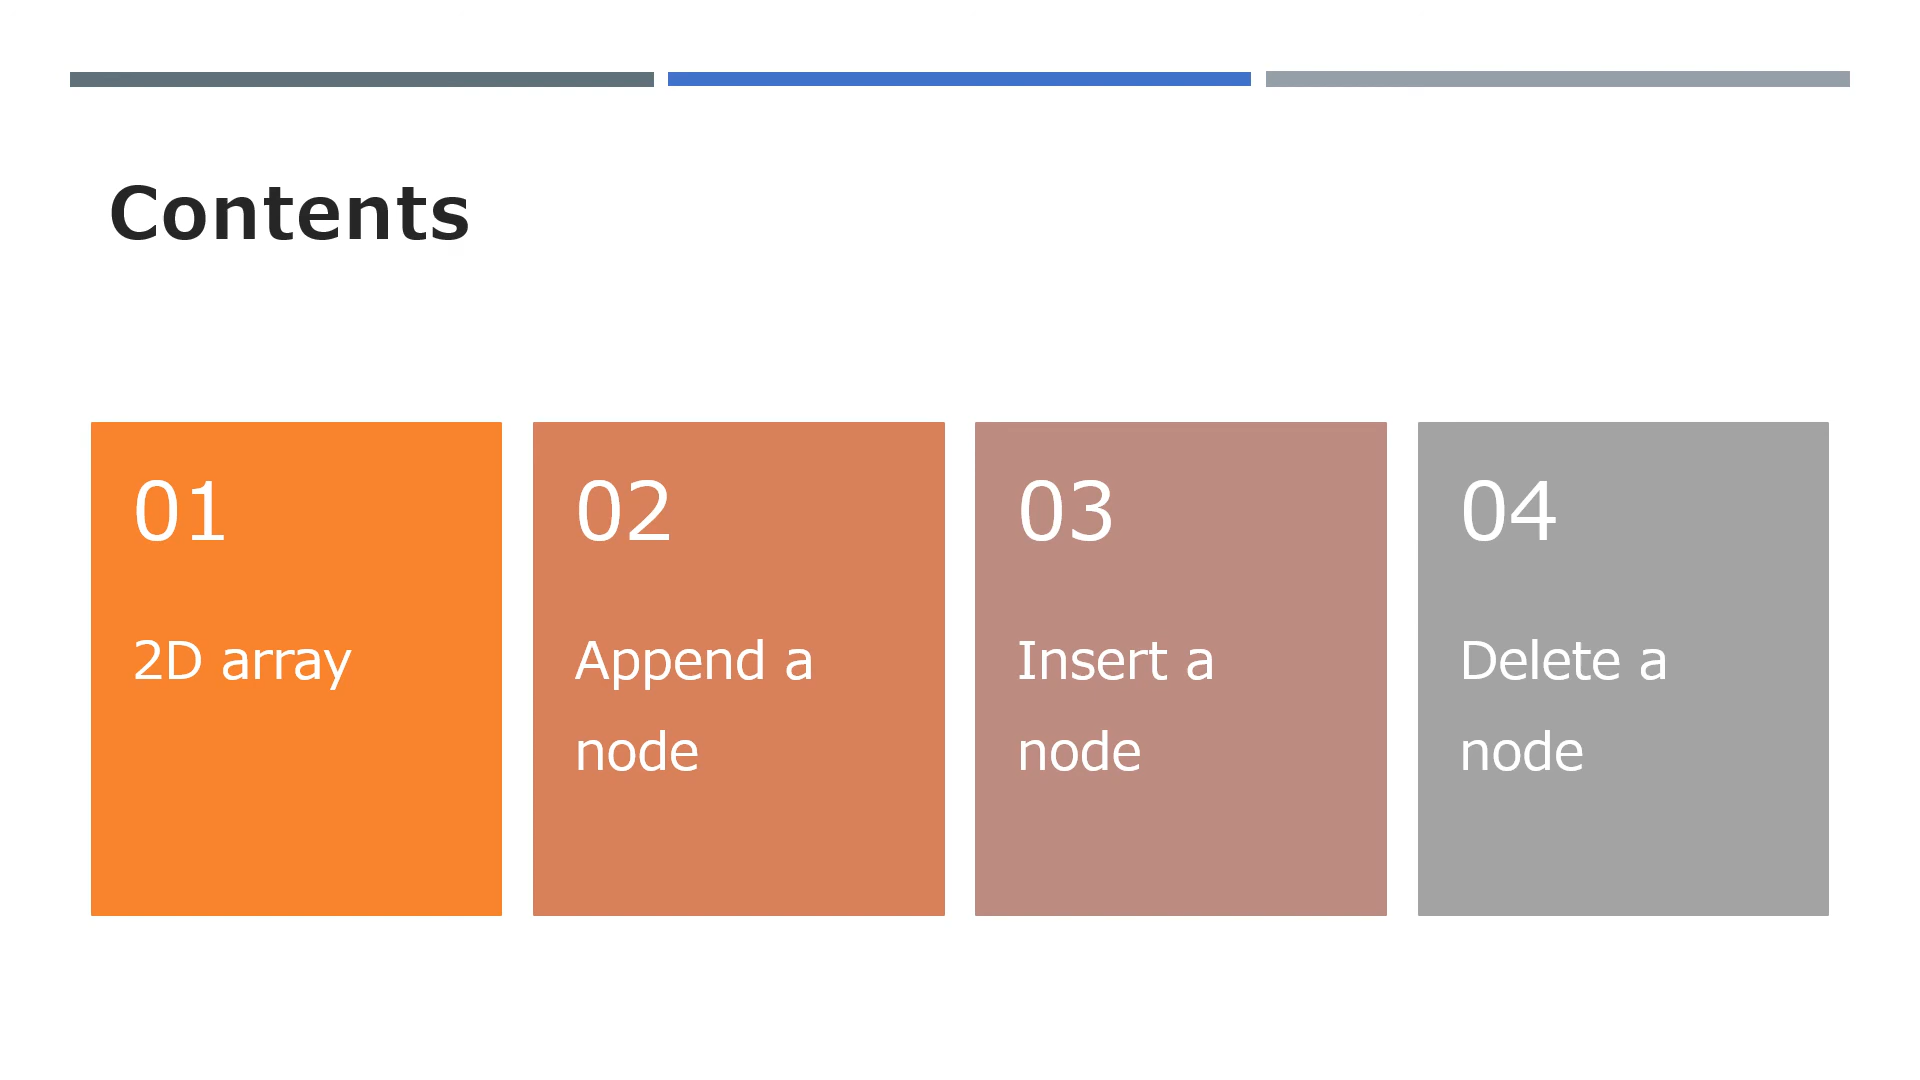 Contents
01
2D array
02
Append a
node
03
Insert a
node
04
Delete a
node